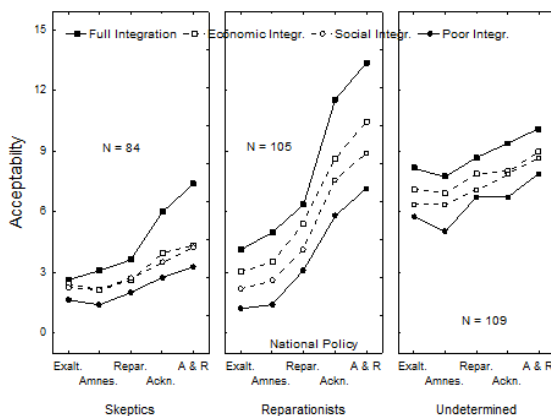 15
Full Integration Economic Integr. Social Integr. Poor Integr.
12
N = 84
N = 105
9
Acceptabilty
6
3
0
N = 109
National Policy
Exalt. Repar. A & R Exalt. Repar. A & R Exalt. Repar. A & R
Amnes. Ackn. Amnes. Ackn. Amnes. Ackn.
Skeptics Reparationists Undetermined